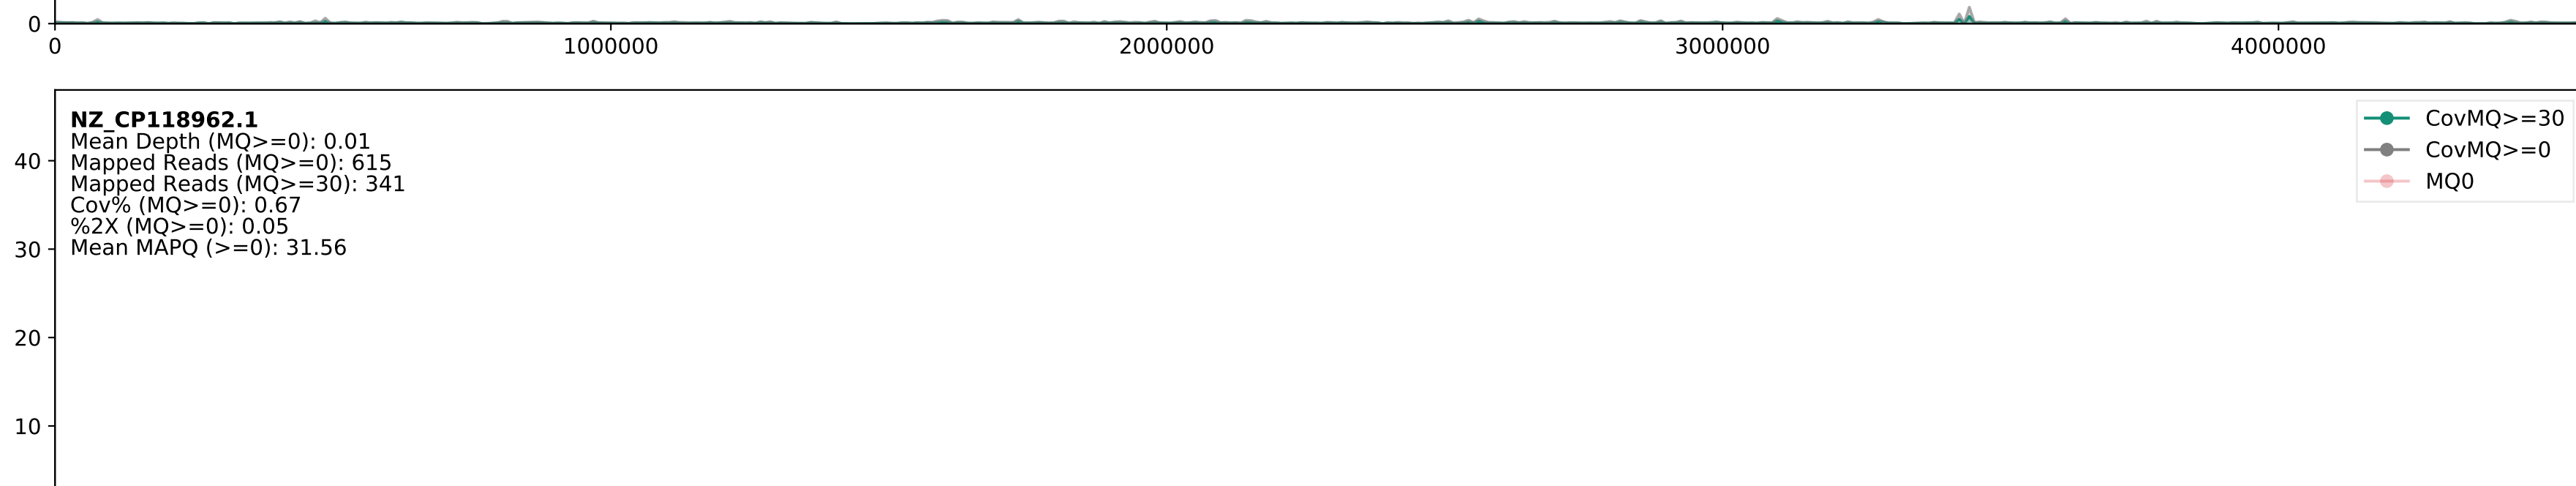 0
0 1000000 2000000 3000000 4000000
NZ_CP118962.1
Mean Depth (MQ>=0): 0.01
Mapped Reads (MQ>=0): 615
Mapped Reads (MQ>=30): 341
Cov% (MQ>=0): 0.67
%2X (MQ>=0): 0.05
Mean MAPQ (>=0): 31.56
CovMQ>=30
CovMQ>=0
MQ0
40
30
20
10